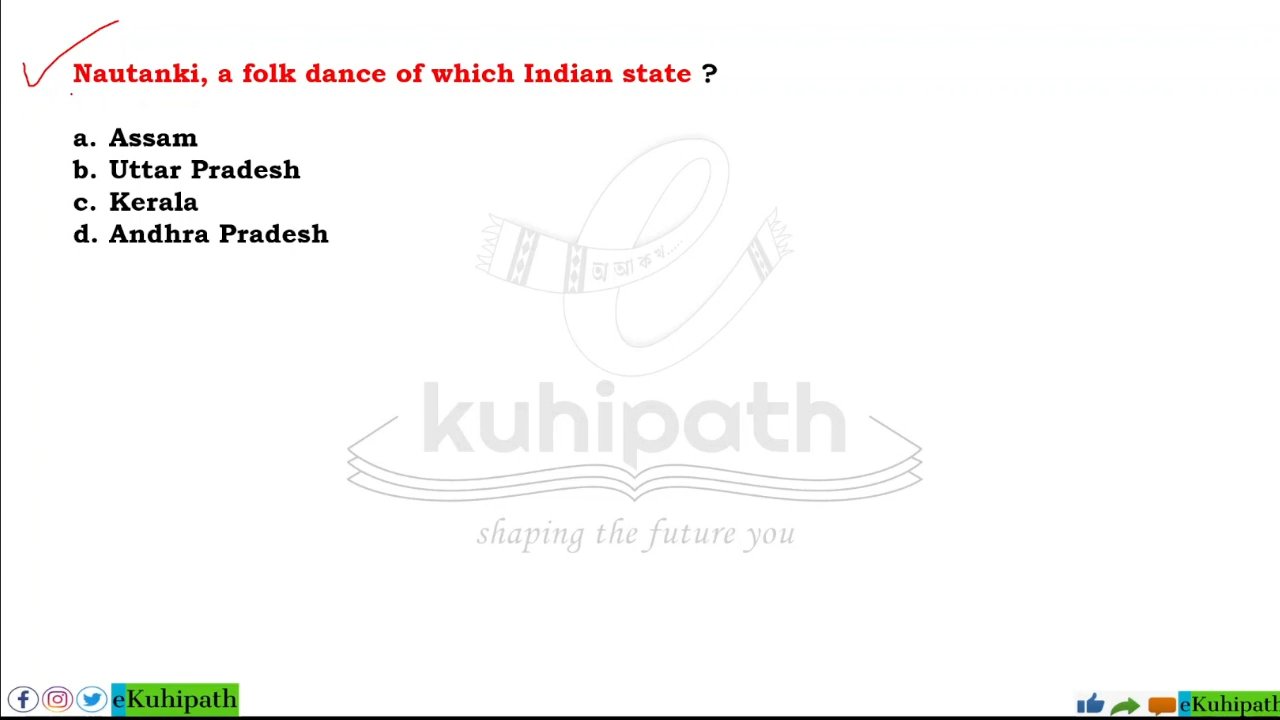 Nautanki, a folk dance of which Indian state ?
a. Assam
b. Uttar Pradesh
c. Kerala
d. Andhra Pradesh
অ আ ক খ.....
kuhipath
shaping the future you
eKuhipath
eKuhipath